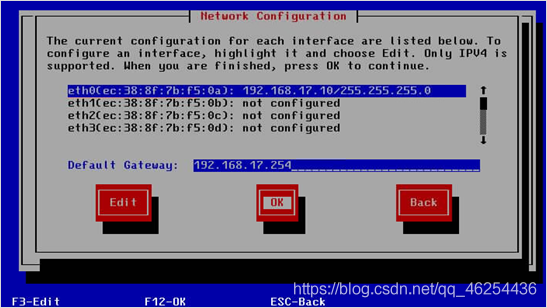 Network Configuration
The current configuration for each interface are listed below. To
configure an interface, highlight it and choose Edit. Only IPV4 is
supported. When you are finished, press OK to continue.
eth0(ec:38:8f:7b:f5:0a): 192.168.17.10/255.255.255.0
eth1(ec:38:8f:7b:f5:0b): not configured
eth2(ec:38:8f:7b:f5:0c): not configured
eth3(ec:38:8f:7b:f5:0d): not configured
Default Gateway: 192.168.17.254
Edit OK Back
https://blog.csdn.net/qq_46254436
F3-Edit F12-OK ESC-Back